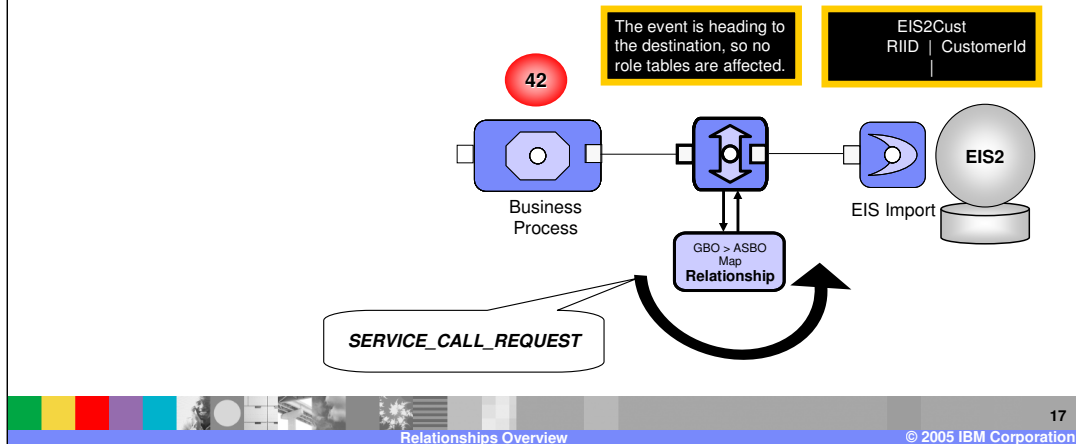 The event is heading to
the destination, so no
role tables are affected.
EIS2Cust
RIID | CustomerId
|
42
EIS2
Business
Process
EIS Import
GBO > ASBO
Map
Relationship
SERVICE_CALL_REQUEST
17
Relationships Overview
© 2005 IBM Corporation